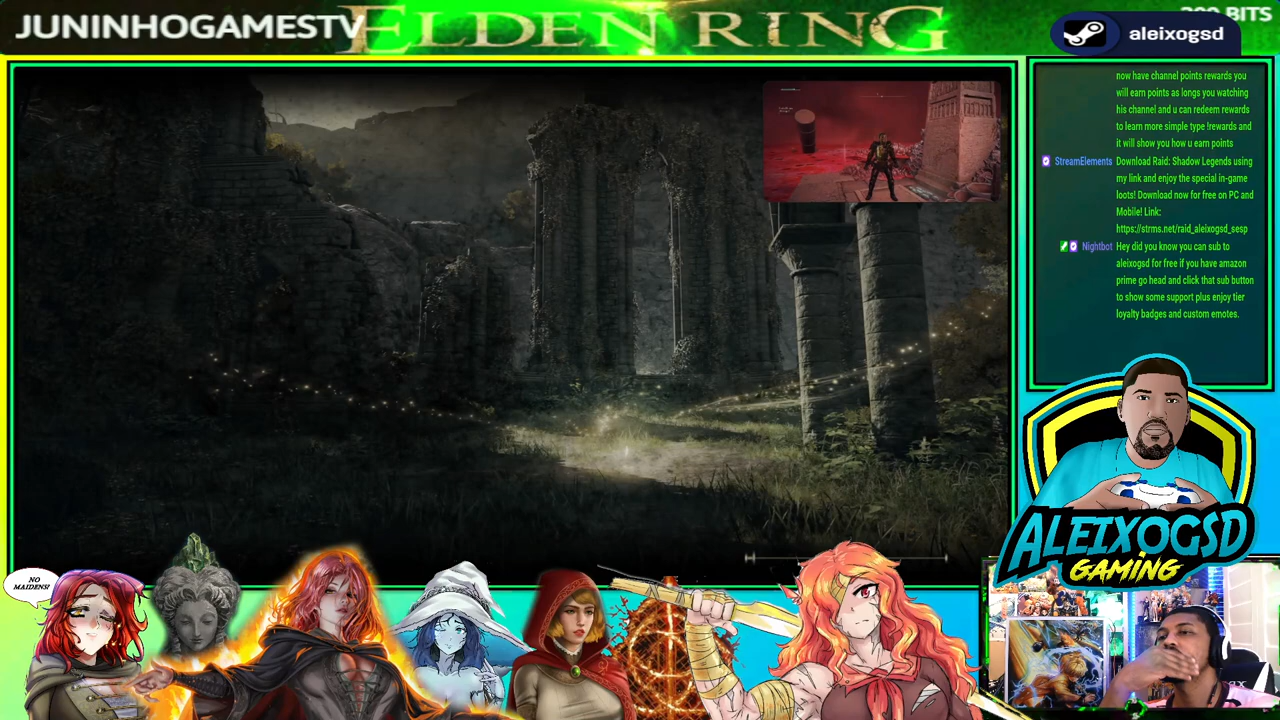 JUNINHOGAMESTV
ELDEN RING
BITS
aleixogsd
now have channel points rewards you
will earn points as longs you watching
his channel and u can redeem rewards
to learn more simple type !rewards and
it will show you how u earn points
StreamElements Download Raid: Shadow Legends using
my link and enjoy the special in-game
loots! Download now for free on PC and
Mobile! Link:
https://strms.net/raid_aleixogsd_sesp
Nightbot Hey did you know you can sub to
aleixogsd for free if you have amazon
prime go head and click that sub button
to show some support plus enjoy tier
loyalty badges and custom emotes.
ALEIXOGSD
GAMING
NO
MAIDENS?